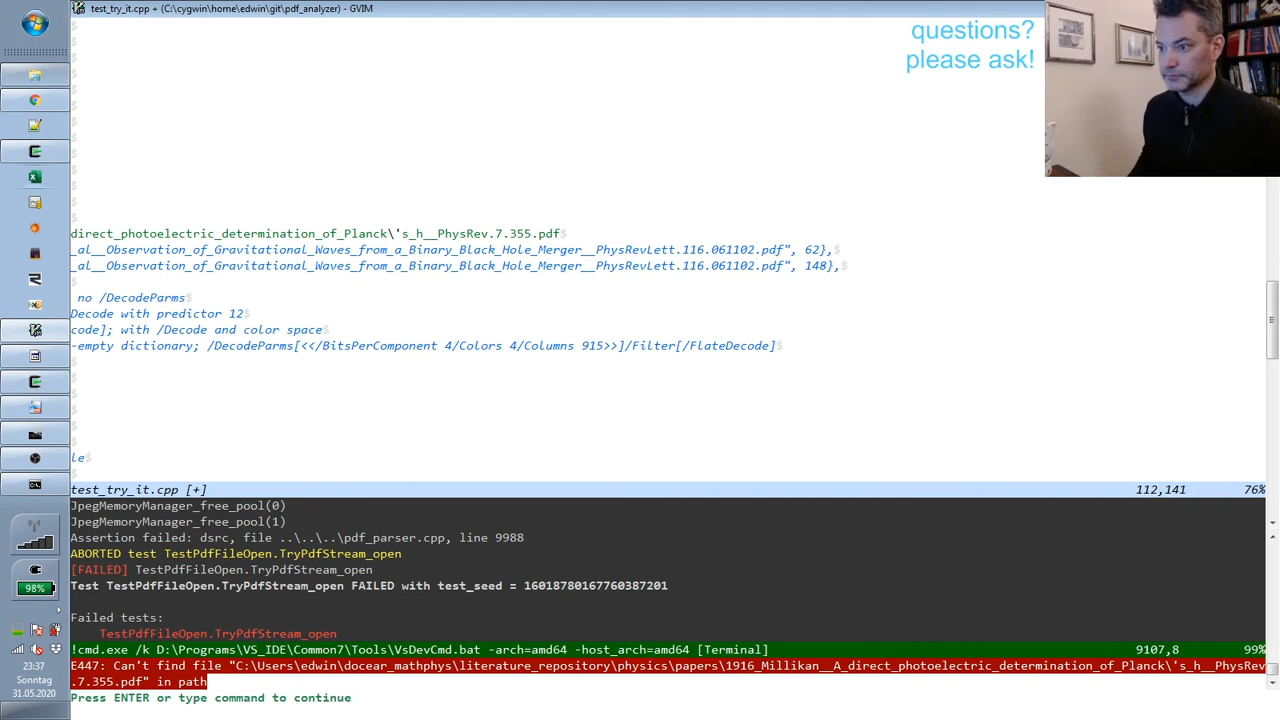 test_try_it.cpp + (C:\cygwin\home\edwin\git\pdf_analyzer) - GVIM
questions?
please ask!
$
$
$
$
$
$
$
$
$
$
$
$
$
direct_photoelectric_determination_of_Planck\'s_h__PhysRev.7.355.pdf$
_al__Observation_of_Gravitational_Waves_from_a_Binary_Black_Hole_Merger__PhysRevLett.116.061102.pdf", 62},$
_al__Observation_of_Gravitational_Waves_from_a_Binary_Black_Hole_Merger__PhysRevLett.116.061102.pdf", 148},$
$
no /DecodeParms$
Decode with predictor 12$
code]; with /Decode and color space$
-empty dictionary; /DecodeParms[<</BitsPerComponent 4/Colors 4/Columns 915>>]/Filter[/FlateDecode]$
$
$
$
$
$
$
le$
$
test_try_it.cpp [+] 112,141 76%
JpegMemoryManager_free_pool(0)
JpegMemoryManager_free_pool(1)
Assertion failed: dsrc, file ..\..\..\pdf_parser.cpp, line 9988
ABORTED test TestPdfFileOpen.TryPdfStream_open
[FAILED] TestPdfFileOpen.TryPdfStream_open
Test TestPdfFileOpen.TryPdfStream_open FAILED with test_seed = 16018780167760387201
Failed tests:
TestPdfFileOpen.TryPdfStream_open
!cmd.exe /k D:\Programs\VS_IDE\Common7\Tools\VsDevCmd.bat -arch=amd64 -host_arch=amd64 [Terminal] 9107,8 99%
E447: Can't find file "C:\Users\edwin\docear_mathphys\literature_repository\physics\papers\1916_Millikan__A_direct_photoelectric_determination_of_Planck\'s_h__PhysRev
.7.355.pdf" in path
Press ENTER or type command to continue
98%
23:37
Sonntag
31.05.2020